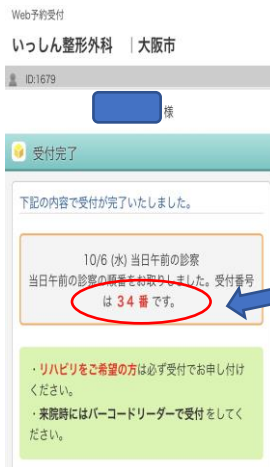 Web予約受付
いっしん整形外科 ｜大阪市
ID:1679
様
受付完了
下記の内容で受付が完了いたしました。
10/6 (水) 当日午前の診察
当日午前の診察の順番をお取りしました。受付番号
は 34 番 です。
・リハビリをご希望の方は必ず受付でお申し付け
ください。
・来院時にはバーコードリーダーで受付をしてく
ださい。